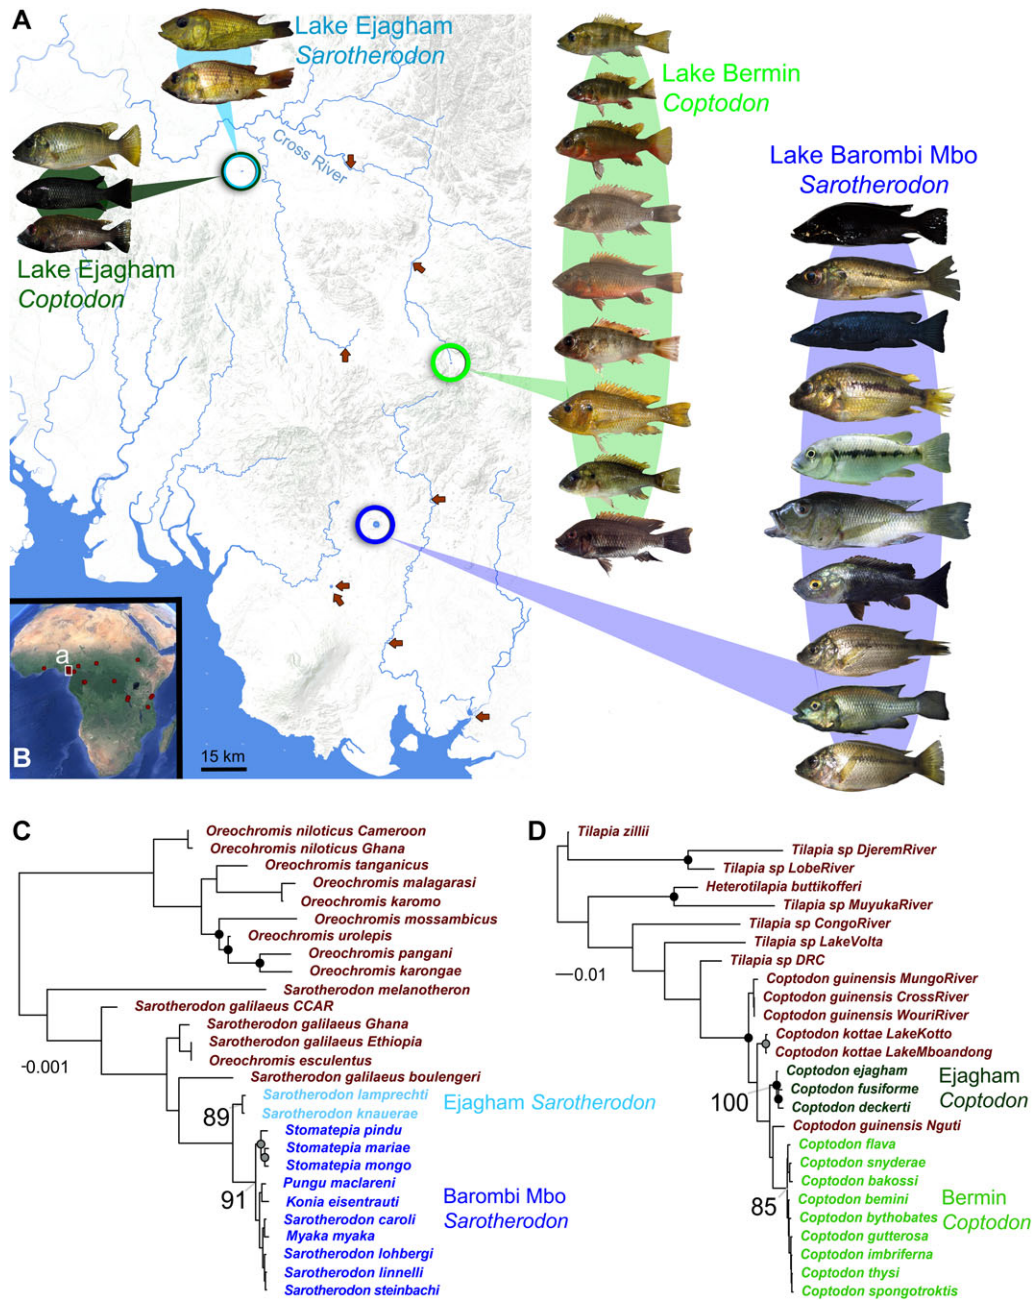 A
Lake Ejagham
Sarotherodon
Cross River
Lake Ejagham
Coptodon
Lake Bermin
Coptodon
Lake Barombi Mbo
Sarotherodon
a
B
15 km
C
Oreochromis niloticus Cameroon
Orecohromis niloticus Ghana
Oreochromis tanganicus
Oreochromis malagarasi
Oreochromis karomo
Oreochromis mossambicus
Oreochromis urolepis
Oreochromis pangani
Oreochromis karongae
Sarotherodon melanotheron
Sarotherodon galilaeus CCAR
Sarotherodon galilaeus Ghana
Sarotherodon galilaeus Ethiopia
Oreochromis esculentus
0.001
Sarotherodon galilaeus boulengeri
Sarotherodon lamprechti
Sarotherodon knauerae
89
Ejagham Sarotherodon
Stomatepia pindu
Stomatepia mariae
Stomatepia mongo
Pungu maclareni
Konia eisentrauti
91
Barombi Mbo
Sarotherodon
Sarotherodon caroli
Myaka myaka
Sarotherodon lohbergi
Sarotherodon linnelli
Sarotherodon steinbachi
D
Tilapia zillii
Tilapia sp DjeremRiver
Tilapia sp LobeRiver
Heterotilapia buttikofferi
Tilapia sp MuyukaRiver
Tilapia sp CongoRiver
Tilapia sp LakeVolta
Tilapia sp DRC
0.01
Coptodon guinensis MungoRiver
Coptodon guinensis CrossRiver
Coptodon guinensis WouriRiver
Coptodon kottae LakeKotto
Coptodon kottae LakeMboandong
Coptodon ejagham
Coptodon fusiforme
Coptodon deckerti
100
Ejagham
Coptodon
Coptodon guinensis Nguti
Coptodon flava
Coptodon snyderae
Coptodon bakossi
Coptodon bemini
Coptodon bythobates
85
Bermin
Coptodon
Coptodon gutterosa
Coptodon imbriferna
Coptodon thysi
Coptodon spongotroktis